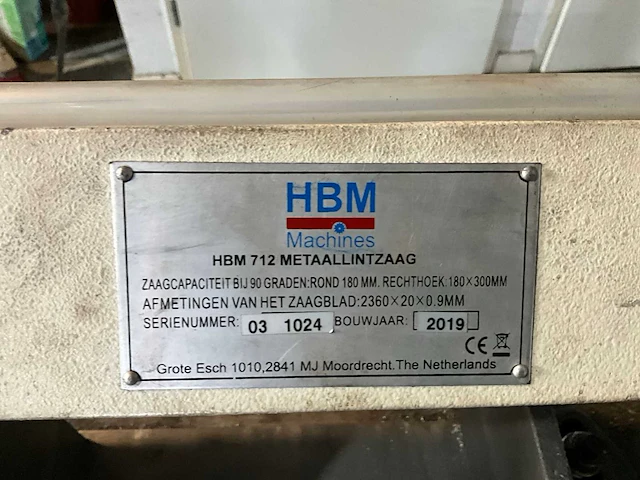 HBM
Machines
HBM 712 METAALLINTZAAG
ZAAGCAPACITEIT BIJ 90 GRADEN:ROND 180 MM. RECHTHOEK:180×300MM
AFMETINGEN VAN HET ZAAGBLAD:2360×20×0.9MM
SERIENUMMER: 03 1024 BOUWJAAR: 2019
CE
Grote Esch 1010,2841 MJ Moordrecht.The Netherlands